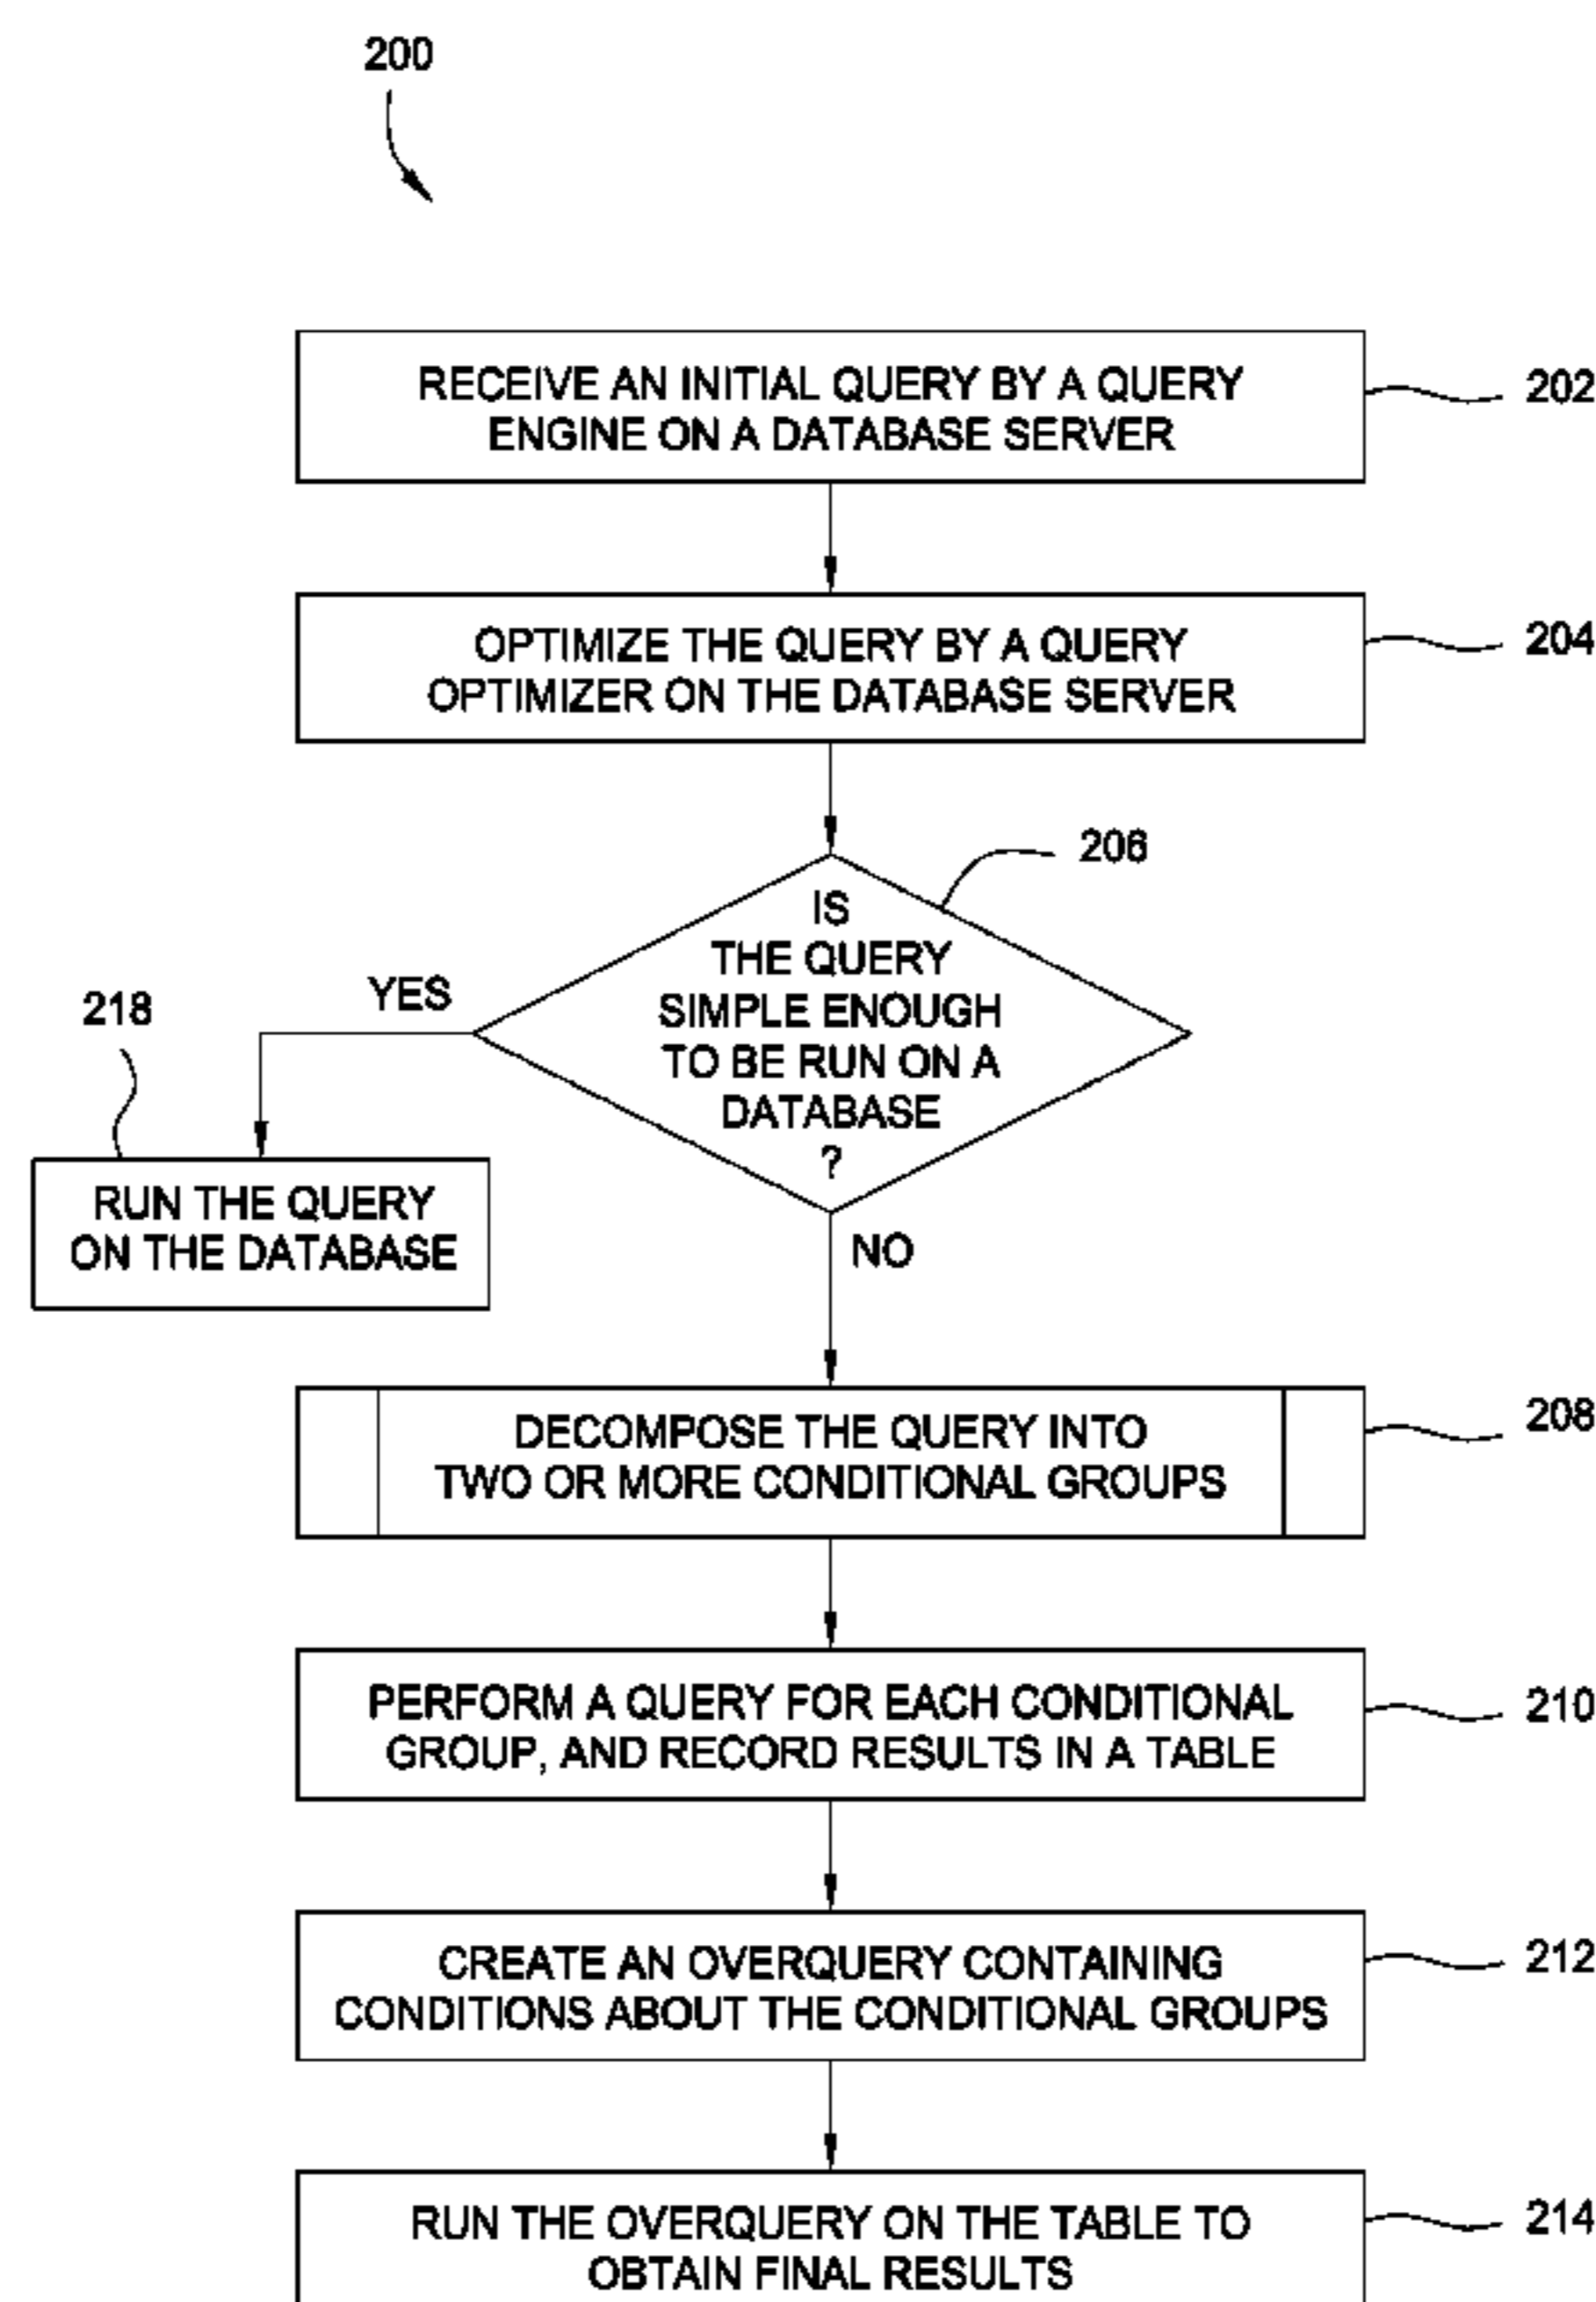 200
RECEIVE AN INITIAL QUERY BY A QUERY
ENGINE ON A DATABASE SERVER
202
OPTIMIZE THE QUERY BY A QUERY
OPTIMIZER ON THE DATABASE SERVER
204
206
IS
THE QUERY
SIMPLE ENOUGH
TO BE RUN ON A
DATABASE
?
YES
218
RUN THE QUERY
ON THE DATABASE
NO
DECOMPOSE THE QUERY INTO
TWO OR MORE CONDITIONAL GROUPS
208
PERFORM A QUERY FOR EACH CONDITIONAL
GROUP, AND RECORD RESULTS IN A TABLE
210
CREATE AN OVERQUERY CONTAINING
CONDITIONS ABOUT THE CONDITIONAL GROUPS
212
RUN THE OVERQUERY ON THE TABLE TO
OBTAIN FINAL RESULTS
214